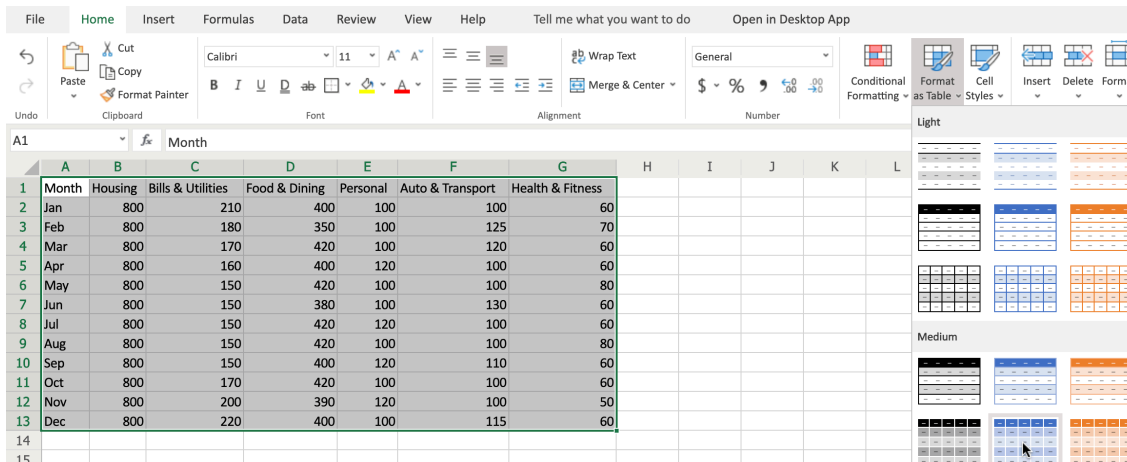 File Home Insert Formulas Data Review View Help Tell me what you want to do Open in Desktop App
Cut
Copy
Format Painter
Paste
Undo
Clipboard
Calibri 11 A A
B I U D ab A
Font
Wrap Text
Merge & Center
Alignment
General
$ % 9 .00 .00
Number
Conditional Formatting
Format as Table
Cell Styles
Insert
Delete
Form
A1 fx Month
Light
Medium
A B C D E F G H I J K L
1 Month Housing Bills & Utilities Food & Dining Personal Auto & Transport Health & Fitness
2 Jan 800 210 400 100 100 60
3 Feb 800 180 350 100 125 70
4 Mar 800 170 420 100 120 60
5 Apr 800 160 400 120 100 60
6 May 800 150 420 100 100 80
7 Jun 800 150 380 100 130 60
8 Jul 800 150 420 120 100 60
9 Aug 800 150 420 100 100 80
10 Sep 800 150 400 120 110 60
11 Oct 800 170 420 100 100 60
12 Nov 800 200 390 120 100 50
13 Dec 800 220 400 100 115 60
14
15